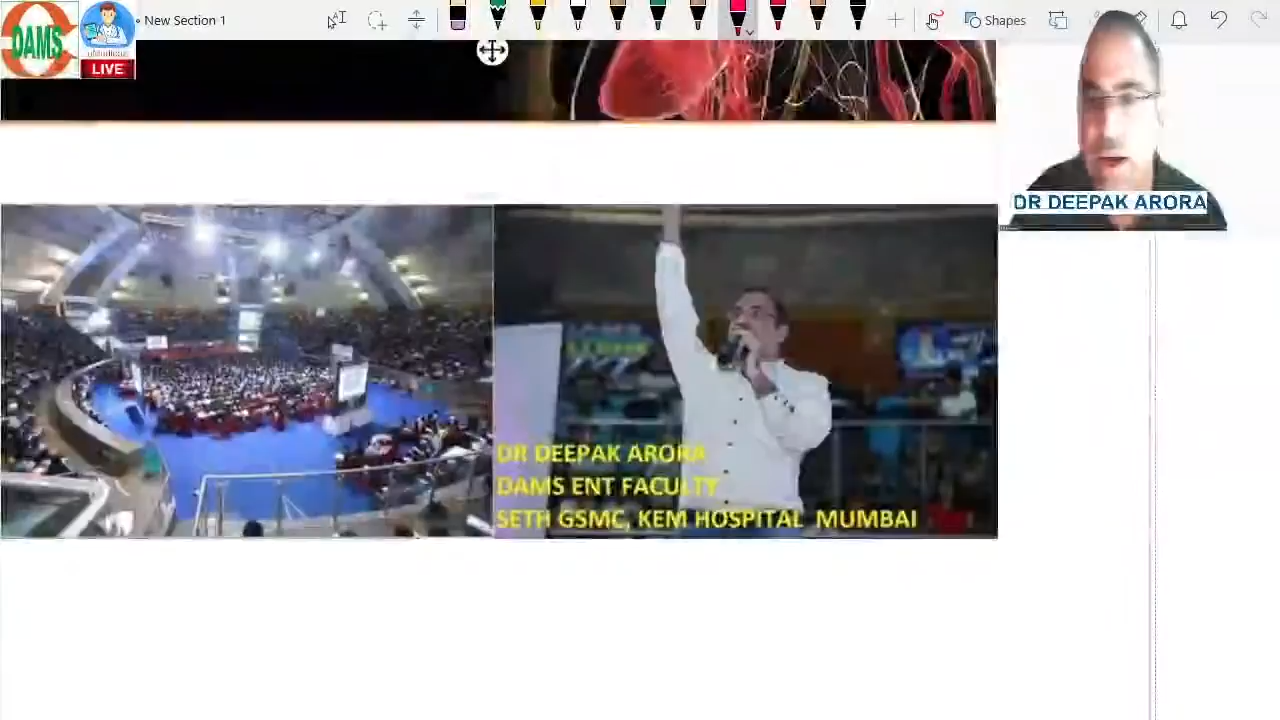 DAMS
LIVE
• New Section 1
Shapes
DR DEEPAK ARORA
DR DEEPAK ARORA
DAMS ENT FACULTY
SETH GSMC, KEM HOSPITAL MUMBAI